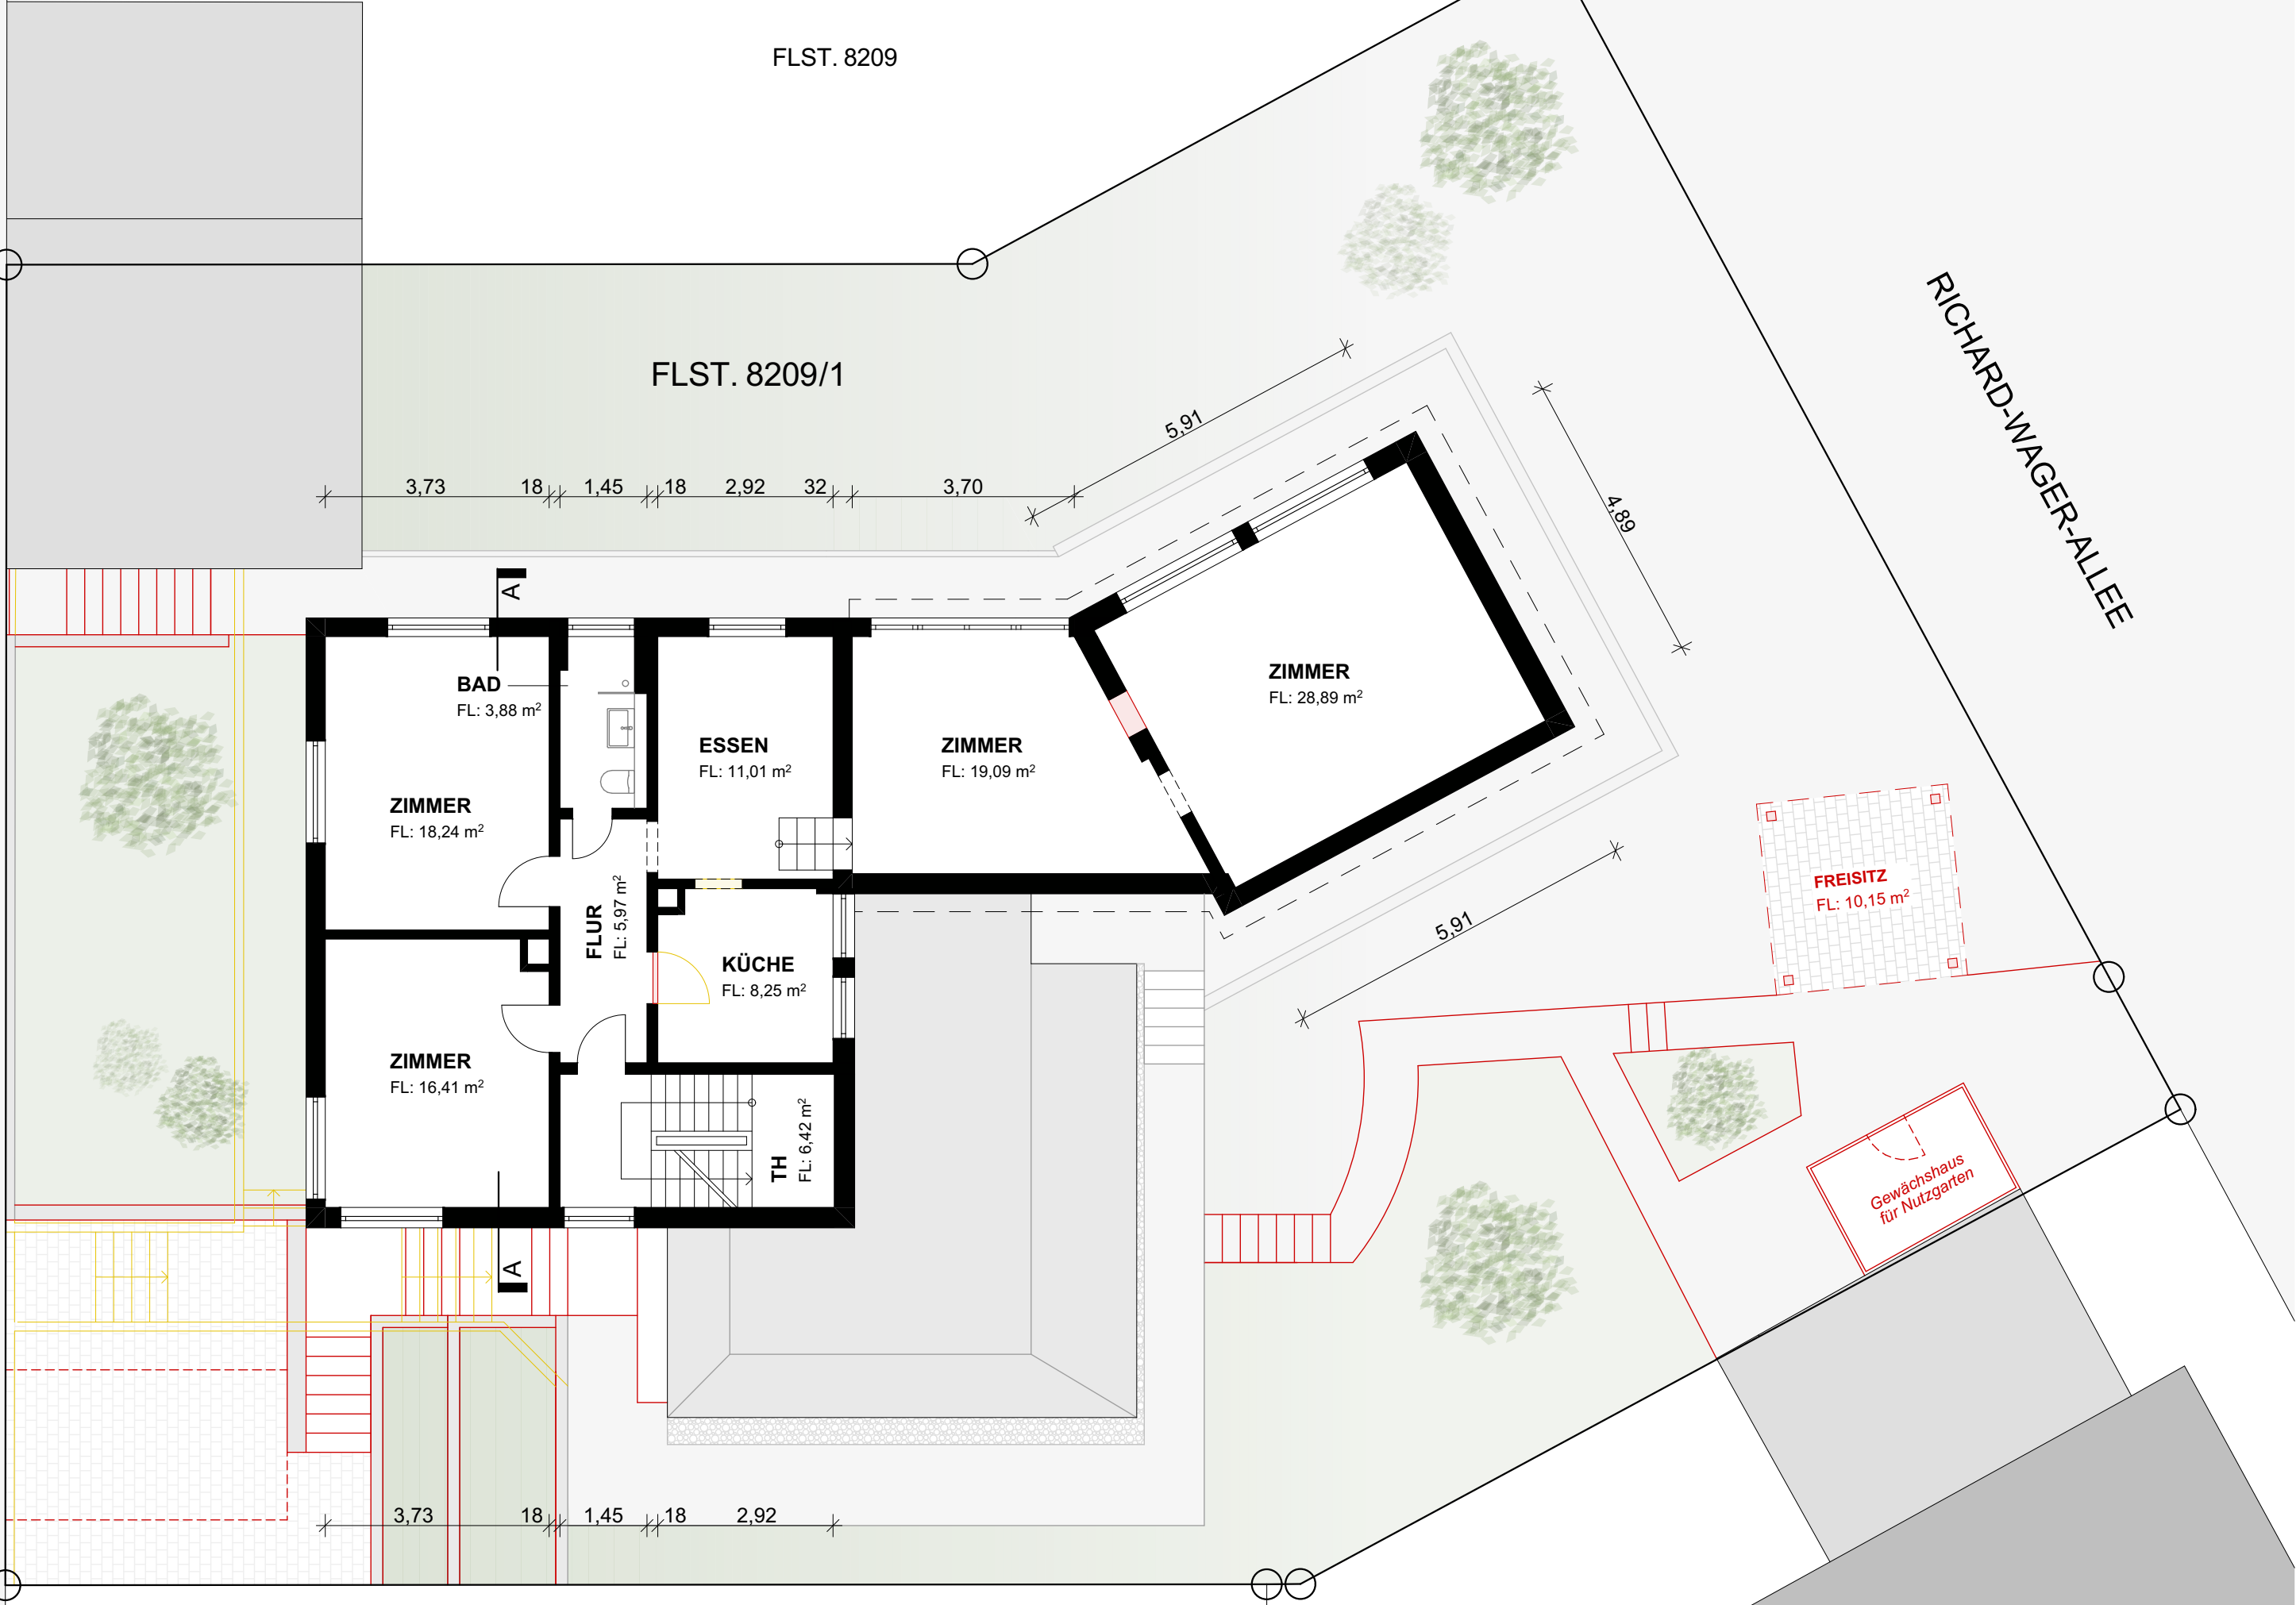 FLST. 8209
FLST. 8209/1
RICHARD-WAGER-ALLEE
5,91
4,89
3,73 18 1,45 18 2,92 32 3,70
A
BAD
FL: 3,88 m²
ZIMMER
FL: 28,89 m²
ESSEN
FL: 11,01 m²
ZIMMER
FL: 19,09 m²
ZIMMER
FL: 18,24 m²
FLUR
FL: 5,97 m²
KÜCHE
FL: 8,25 m²
5,91
FREISITZ
FL: 10,15 m²
ZIMMER
FL: 16,41 m²
TH
FL: 6,42 m²
Gewächshaus
für Nutzgarten
A
3,73 18 1,45 18 2,92